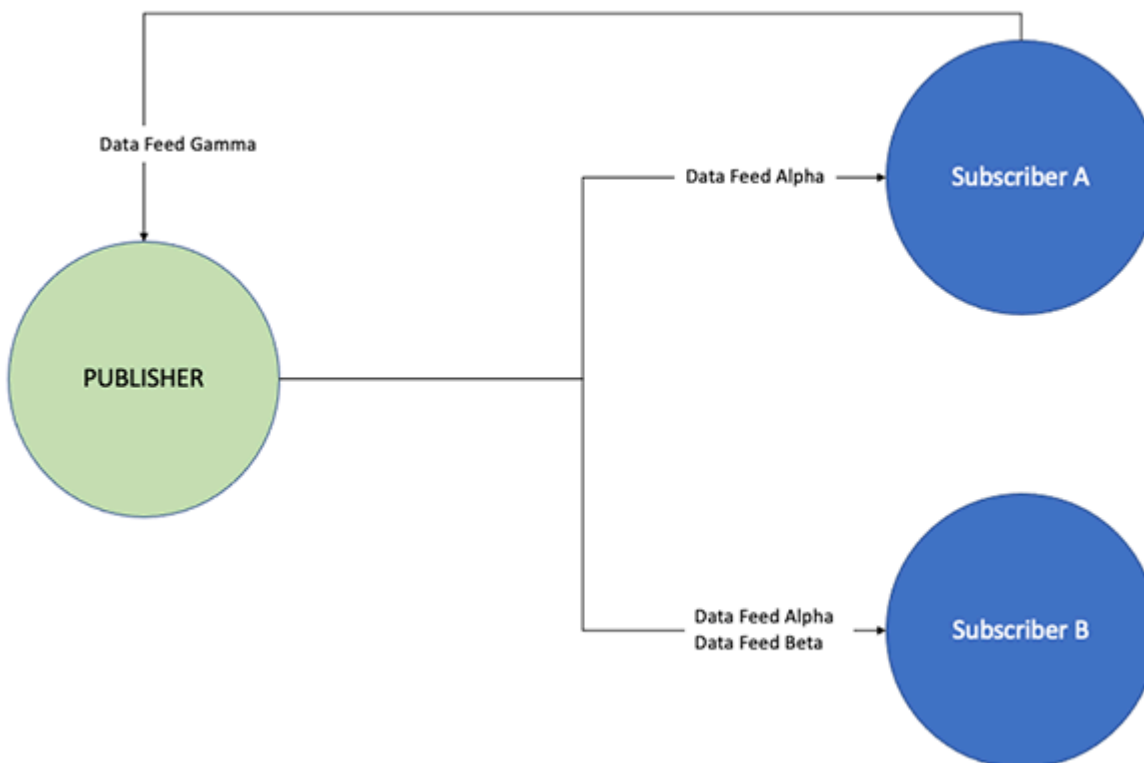 Data Feed Gamma
Data Feed Alpha
Subscriber A
PUBLISHER
Data Feed Alpha
Data Feed Beta
Subscriber B